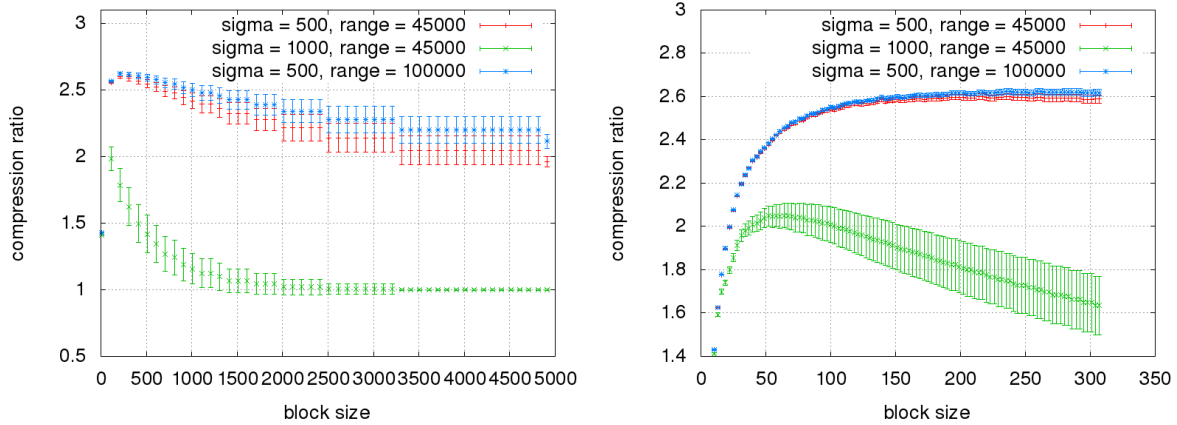 3
2.5
2
1.5
1
0.5
compression ratio
sigma = 500, range = 45000
sigma = 1000, range = 45000
sigma = 500, range = 100000
0 500 1000 1500 2000 2500 3000 3500 4000 4500 5000
block size
3
2.8
2.6
2.4
2.2
2
1.8
1.6
1.4
compression ratio
sigma = 500, range = 45000
sigma = 1000, range = 45000
sigma = 500, range = 100000
0 50 100 150 200 250 300 350
block size